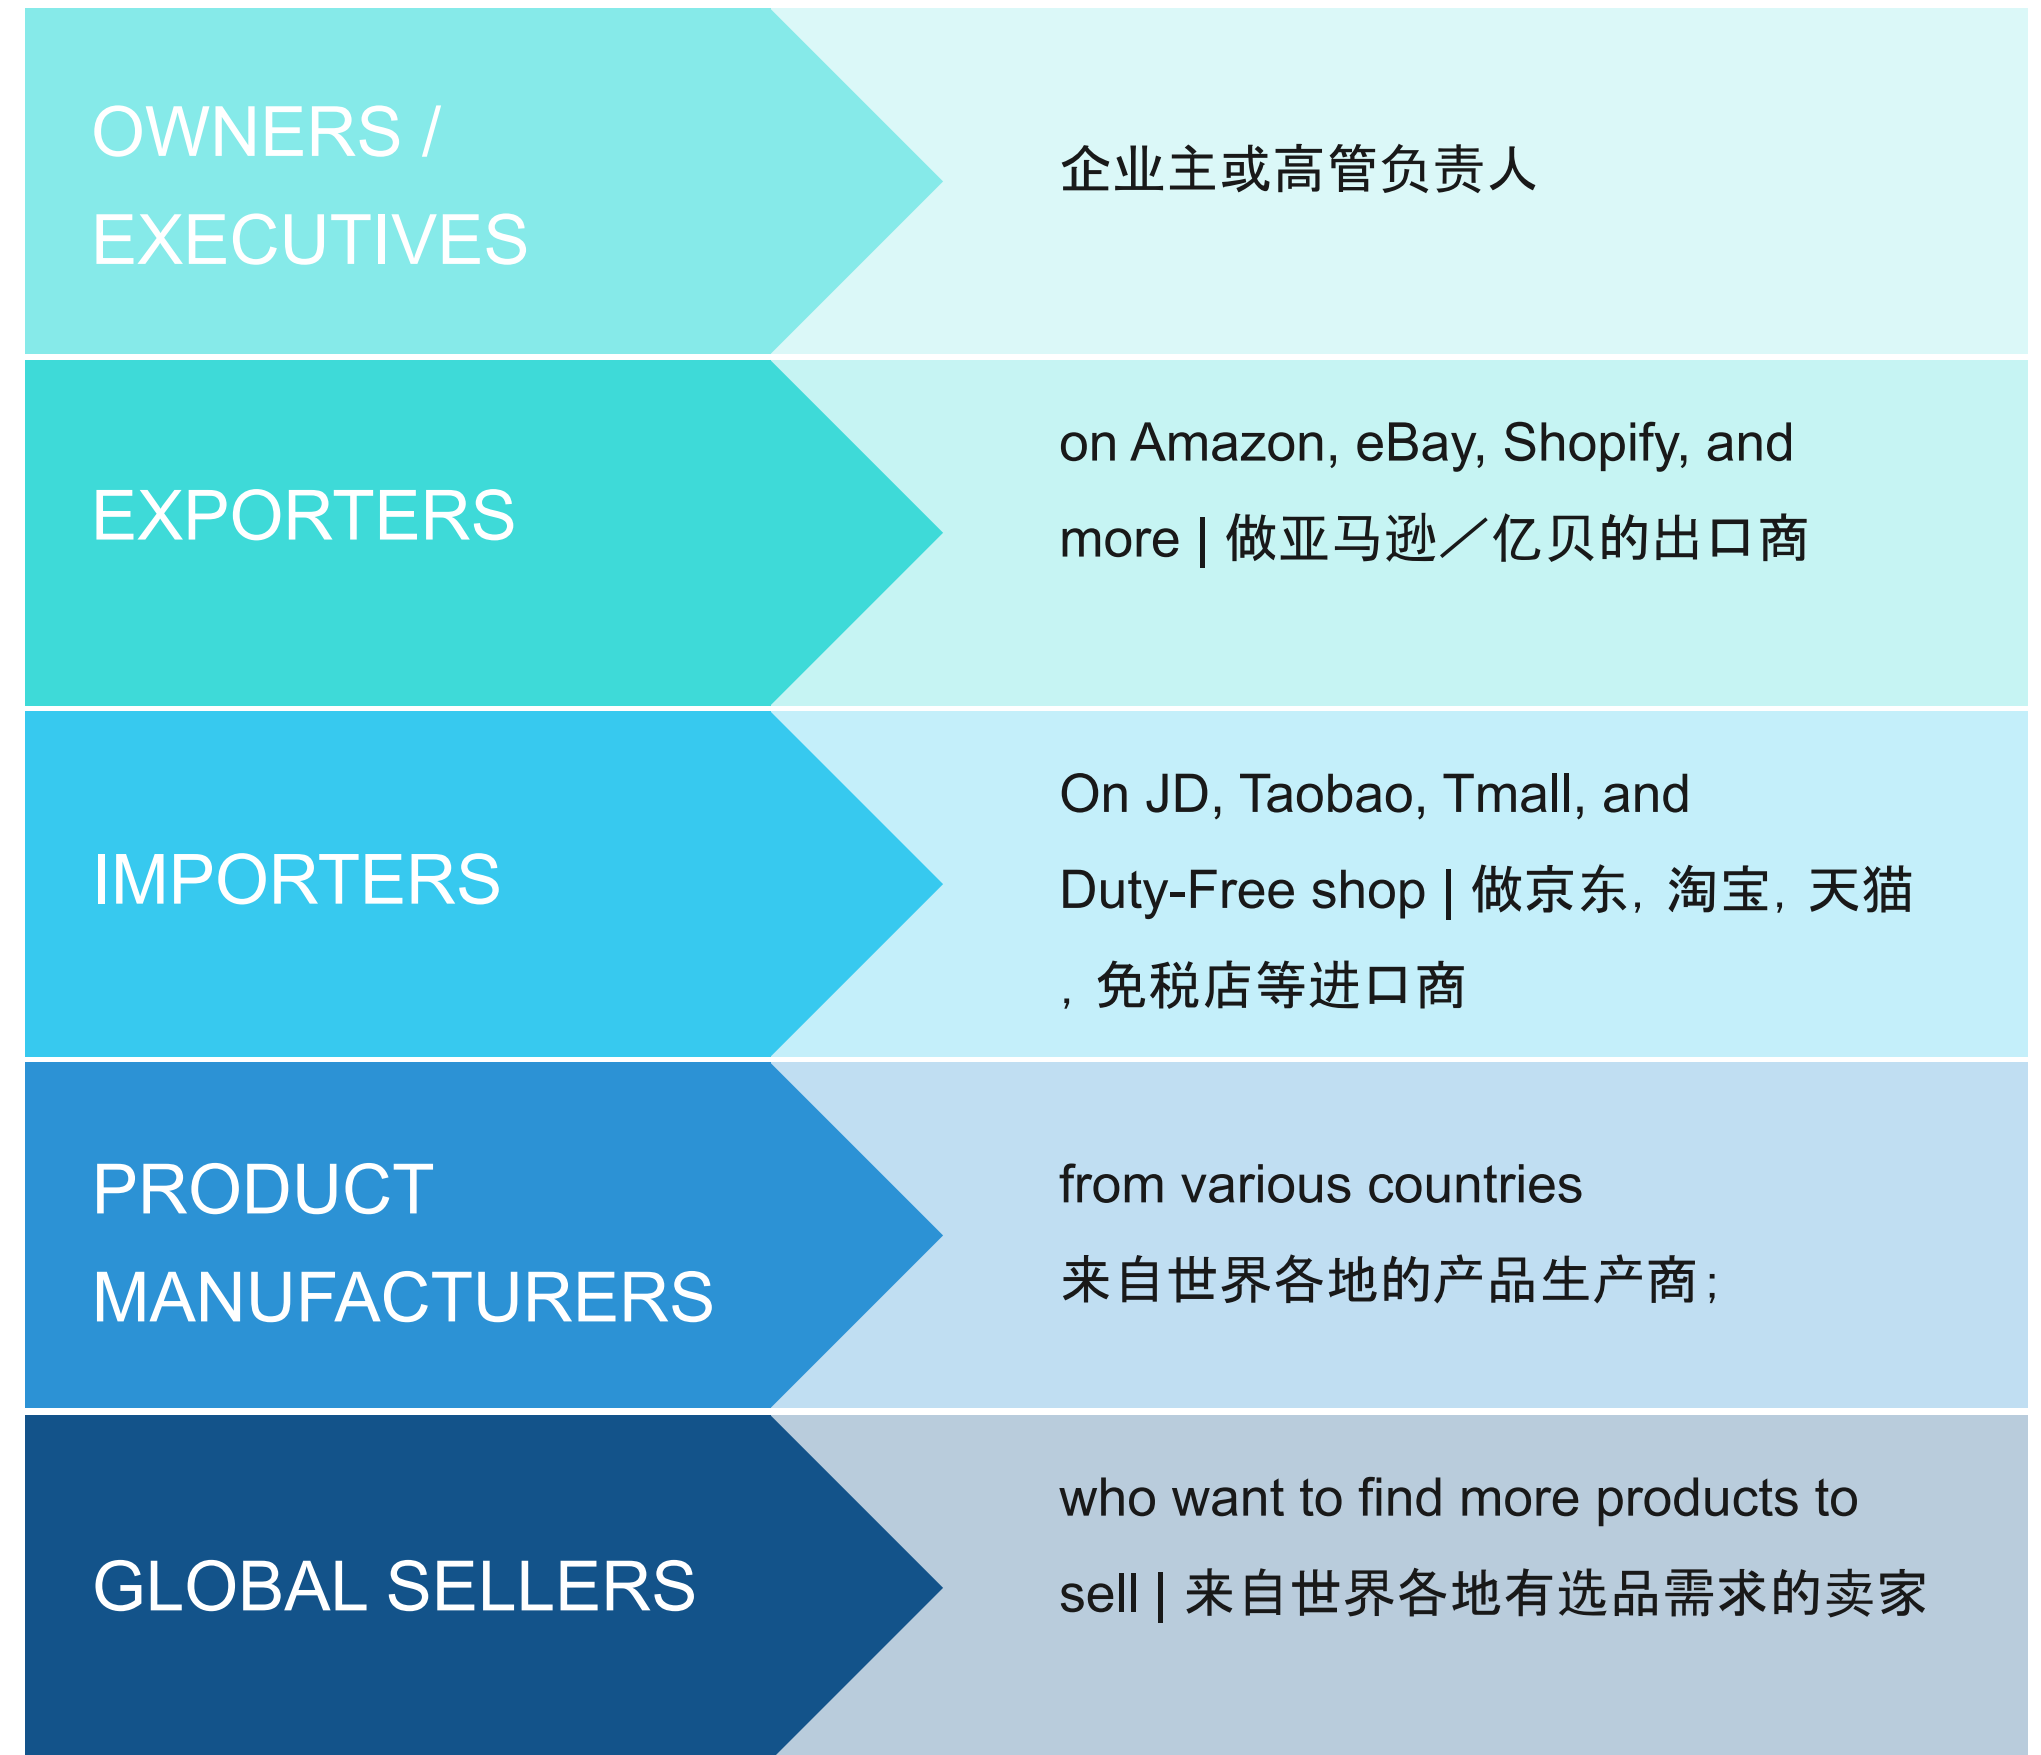 OWNERS /
EXECUTIVES
企业主或高管负责人
EXPORTERS
on Amazon, eBay, Shopify, and
more | 做亚马逊／亿贝的出口商
IMPORTERS
On JD, Taobao, Tmall, and
Duty-Free shop | 做京东，淘宝，天猫
，免税店等进口商
PRODUCT
MANUFACTURERS
from various countries
来自世界各地的产品生产商；
GLOBAL SELLERS
who want to find more products to
sell | 来自世界各地有选品需求的卖家